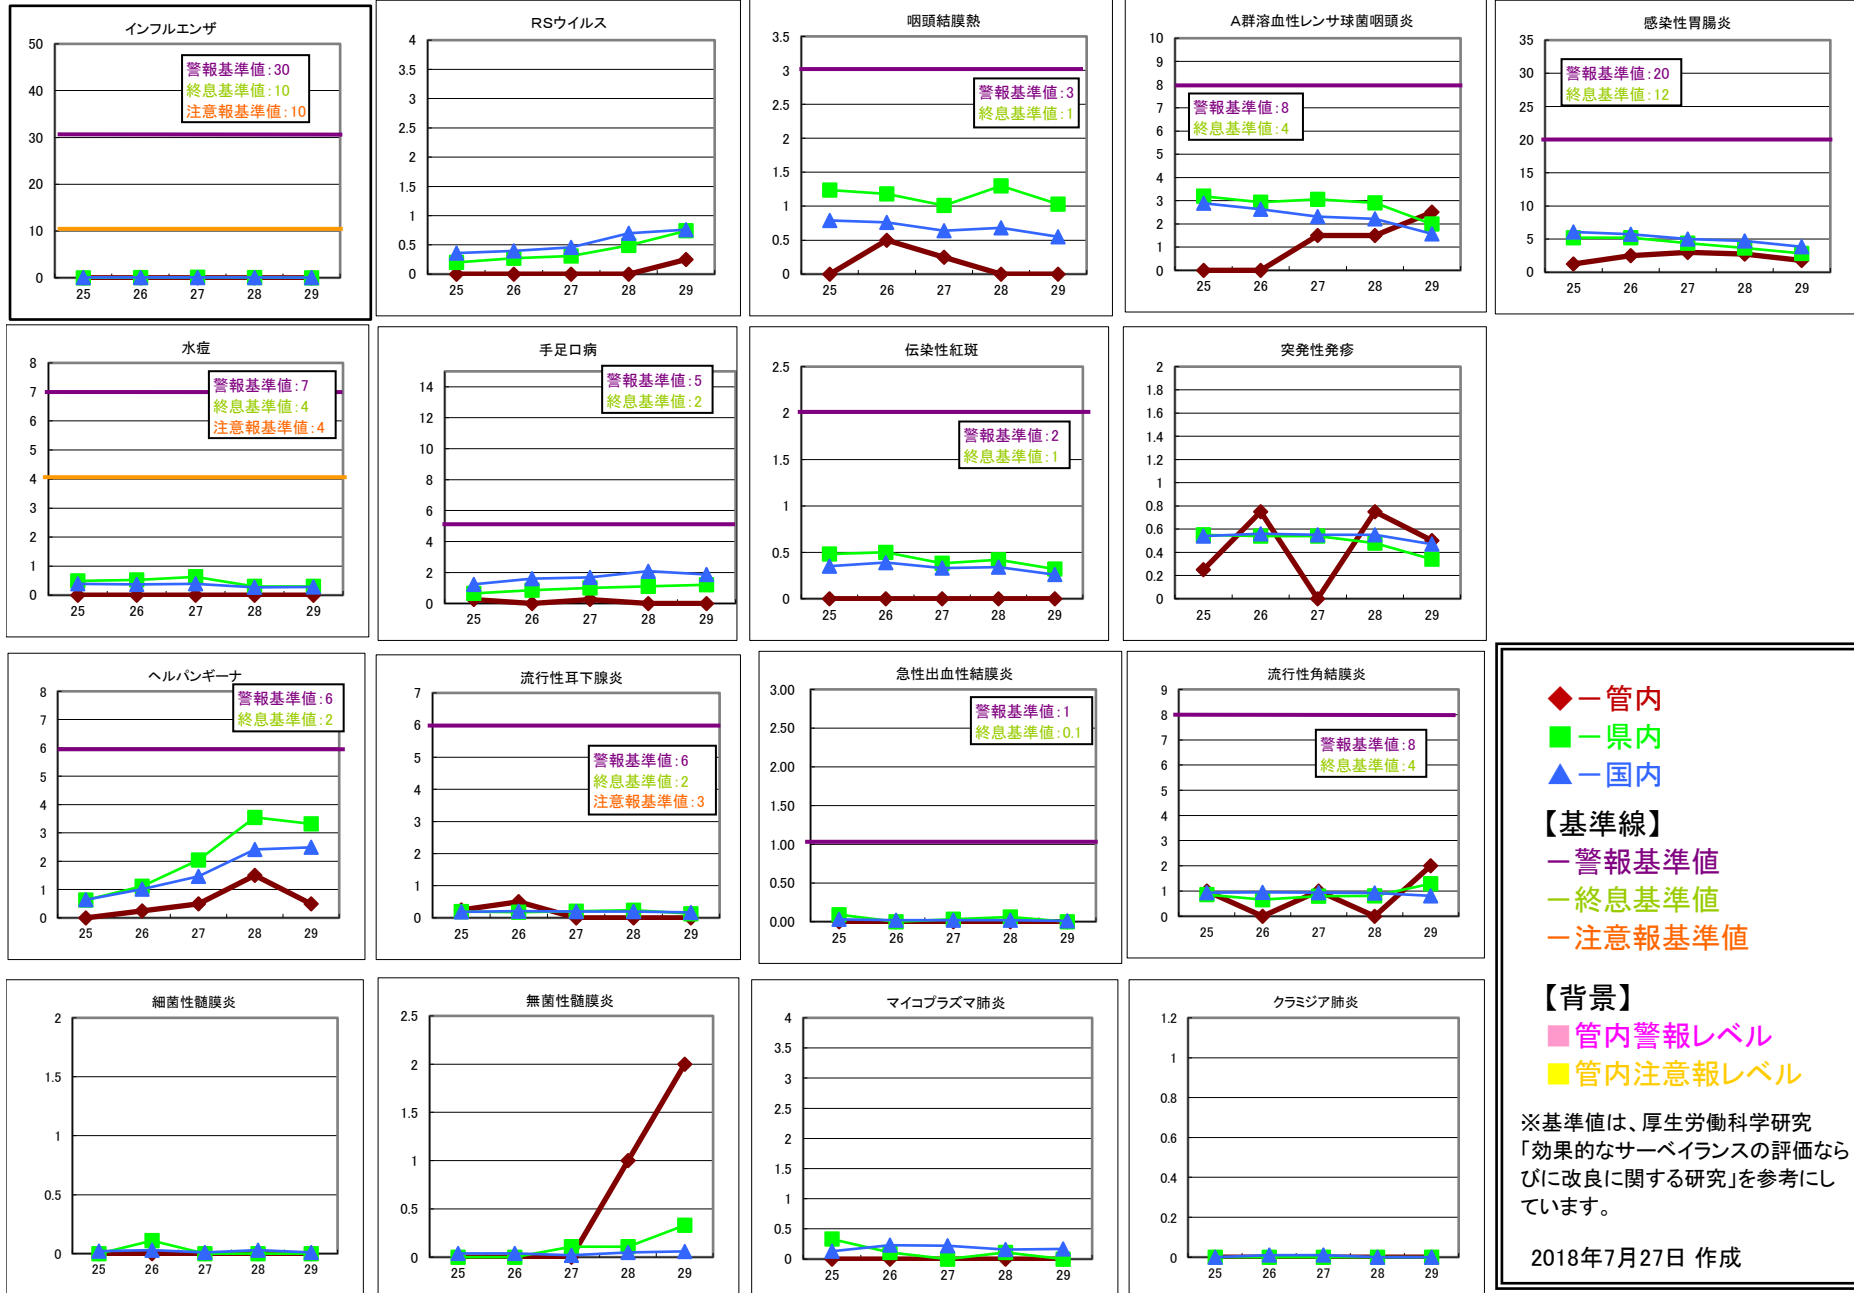 インフルエンザ
50
40
30
20
10
0
警報基準値:30
終息基準値:10
注意報基準値:10
25 26 27 28 29
RSウイルス
4
3.5
3
2.5
2
1.5
1
0.5
0
25 26 27 28 29
咽頭結膜熱
3.5
3
2.5
2
1.5
1
0.5
0
警報基準値:3
終息基準値:1
25 26 27 28 29
A群溶血性レンサ球菌咽頭炎
10
9
8
7
6
5
4
3
2
1
0
警報基準値:8
終息基準値:4
25 26 27 28 29
感染性胃腸炎
35
30
25
20
15
10
5
0
警報基準値:20
終息基準値:12
25 26 27 28 29
水痘
8
7
6
5
4
3
2
1
0
警報基準値:7
終息基準値:4
注意報基準値:4
25 26 27 28 29
手足口病
14
12
10
8
6
4
2
0
警報基準値:5
終息基準値:2
25 26 27 28 29
伝染性紅斑
2.5
2
1.5
1
0.5
0
警報基準値:2
終息基準値:1
25 26 27 28 29
突発性発疹
2
1.8
1.6
1.4
1.2
1
0.8
0.6
0.4
0.2
0
25 26 27 28 29
ヘルパンギーナ
8
7
6
5
4
3
2
1
0
警報基準値:6
終息基準値:2
25 26 27 28 29
流行性耳下腺炎
7
6
5
4
3
2
1
0
警報基準値:6
終息基準値:2
注意報基準値:3
25 26 27 28 29
急性出血性結膜炎
3.00
2.50
2.00
1.50
1.00
0.50
0.00
警報基準値:1
終息基準値:0.1
25 26 27 28 29
流行性角結膜炎
9
8
7
6
5
4
3
2
1
0
警報基準値:8
終息基準値:4
25 26 27 28 29
細菌性髄膜炎
2
1.5
1
0.5
0
25 26 27 28 29
無菌性髄膜炎
2.5
2
1.5
1
0.5
0
25 26 27 28 29
マイコプラズマ肺炎
4
3.5
3
2.5
2
1.5
1
0.5
0
25 26 27 28 29
クラミジア肺炎
1.2
1
0.8
0.6
0.4
0.2
0
25 26 27 28 29
◆－管内
■－県内
▲－国内
【基準線】
－警報基準値
－終息基準値
－注意報基準値
【背景】
■管内警報レベル
■管内注意報レベル
※基準値は、厚生労働科学研究
「効果的なサーベイランスの評価なら
びに改良に関する研究」を参考にし
ています。
2018年7月27日 作成